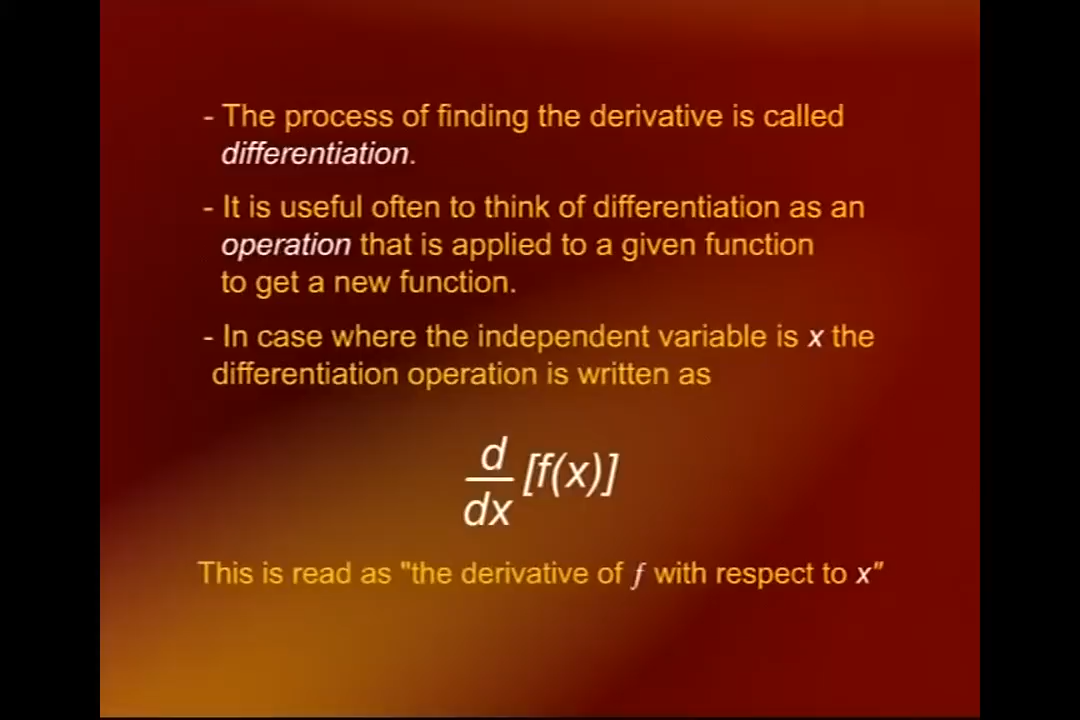 - The process of finding the derivative is called
differentiation.
- It is useful often to think of differentiation as an
operation that is applied to a given function
to get a new function.
- In case where the independent variable is x the
differentiation operation is written as
d
dx [f(x)]
This is read as "the derivative of f with respect to x"